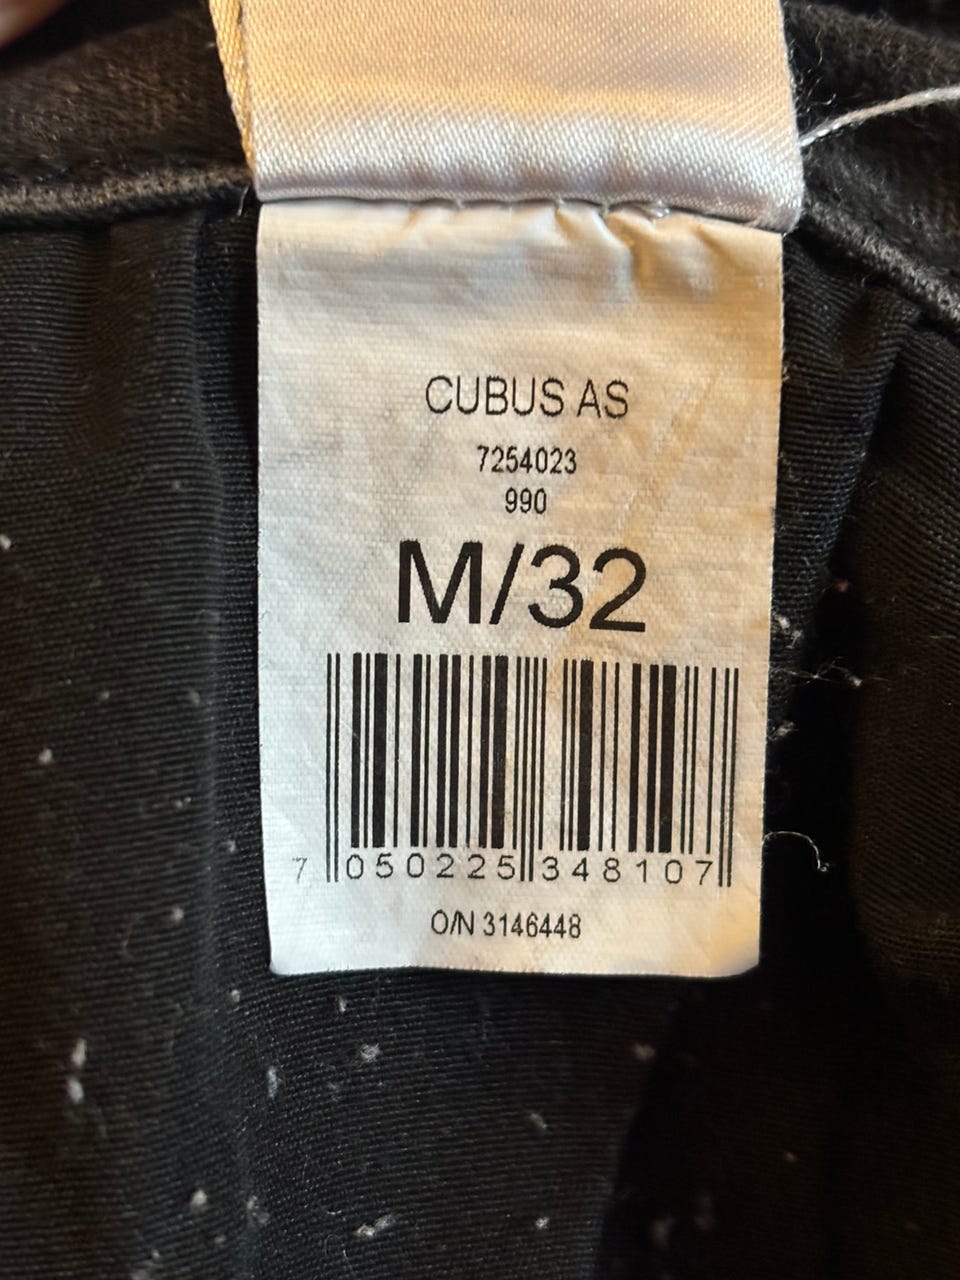 CUBUS AS
7254023
990
M/32
7 050225 348107
O/N 3146448